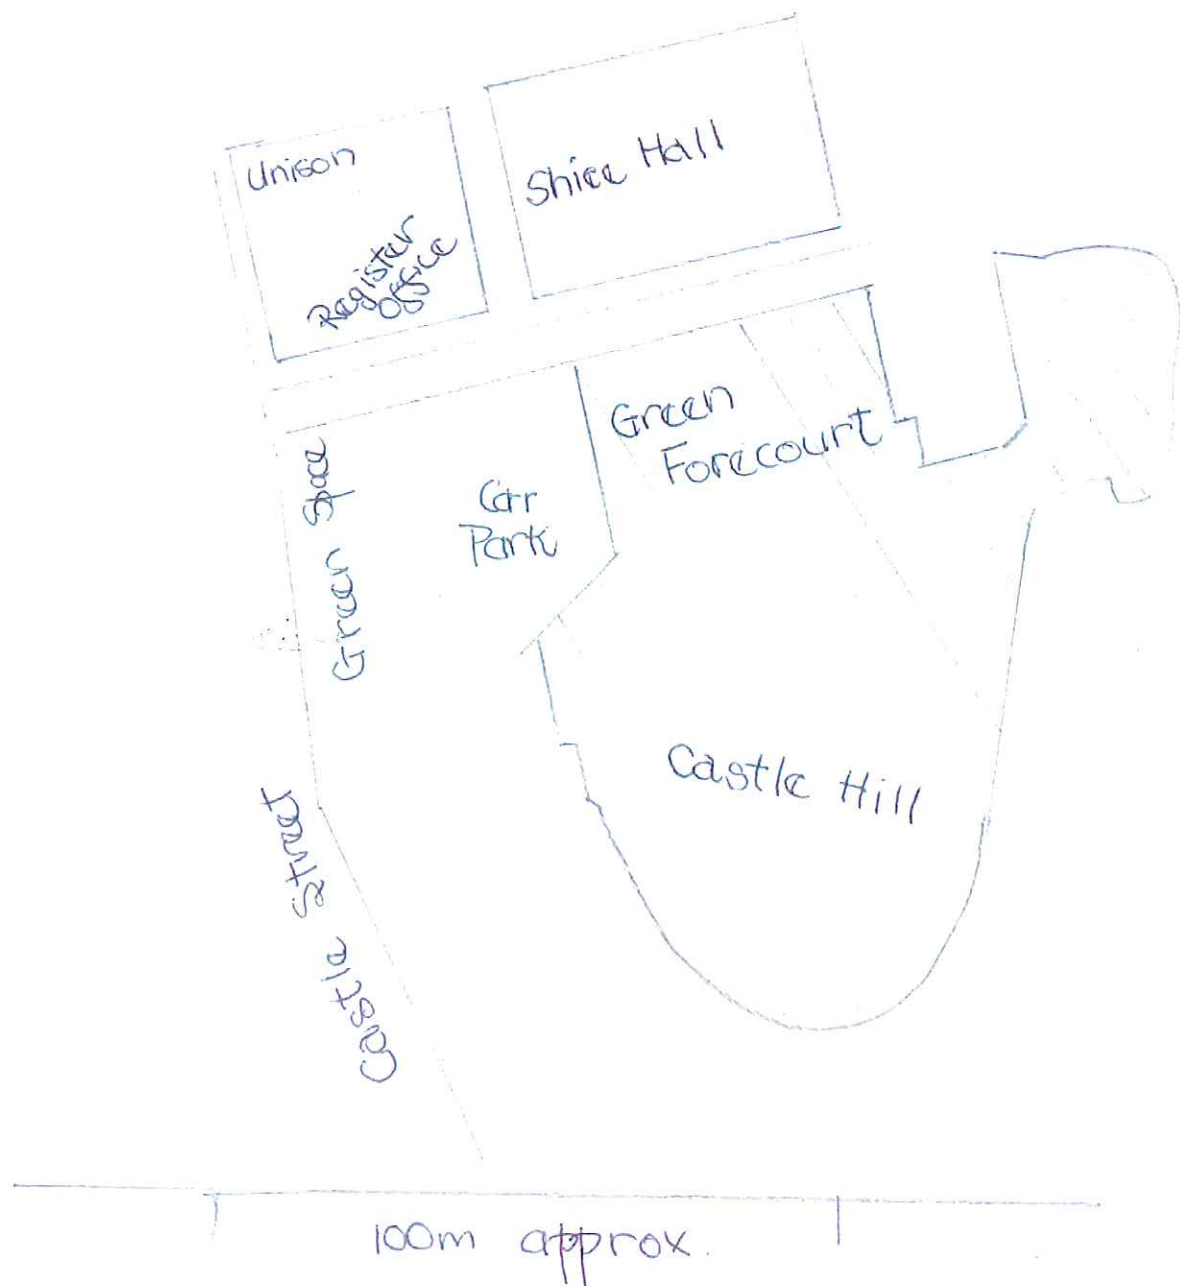 Unison
Register
Office
Shire Hall
Green
Forecourt
Car
Park
Green Space
Castle Hill
Castle Street
100m approx.